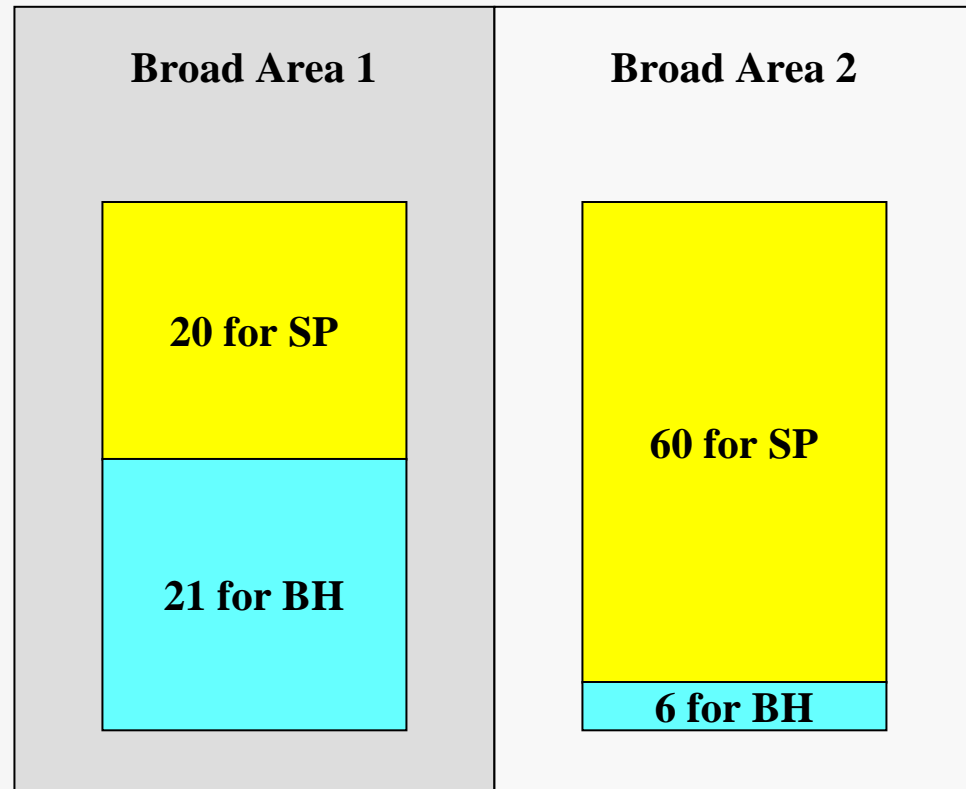 Broad Area 1
20 for SP
21 for BH
Broad Area 2
60 for SP
6 for BH